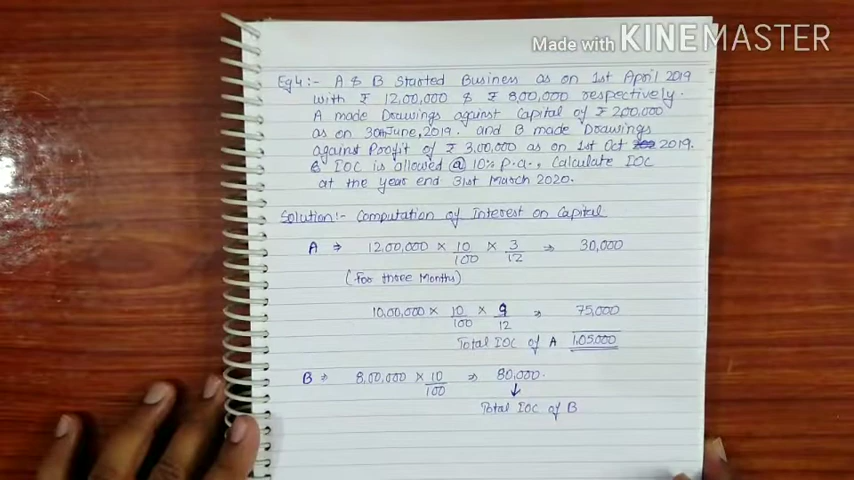 Made with KINEMASTER
Eg4:- A & B Started Business as on 1st April 2019
with ₹ 12,00,000 & ₹ 8,00,000 respectively.
A made Drawings against Capital of ₹ 200,000
as on 30th June, 2019. and B made Drawings
against Profit of ₹ 3,00,000 as on 1st Oct 2019.
& IOC is allowed @ 10% p.a., Calculate IOC
at the year end 31st March 2020.
Solution:- Computation of Interest on Capital
A ⇒ 12,00,000 × 10/100 × 3/12 ⇒ 30,000
(For three Months)
10,00,000 × 10/100 × 9/12 ⇒ 75,000
Total IOC of A 1,05,000
B ⇒ 8,00,000 × 10/100 ⇒ 80,000.
↓
Total IOC of B